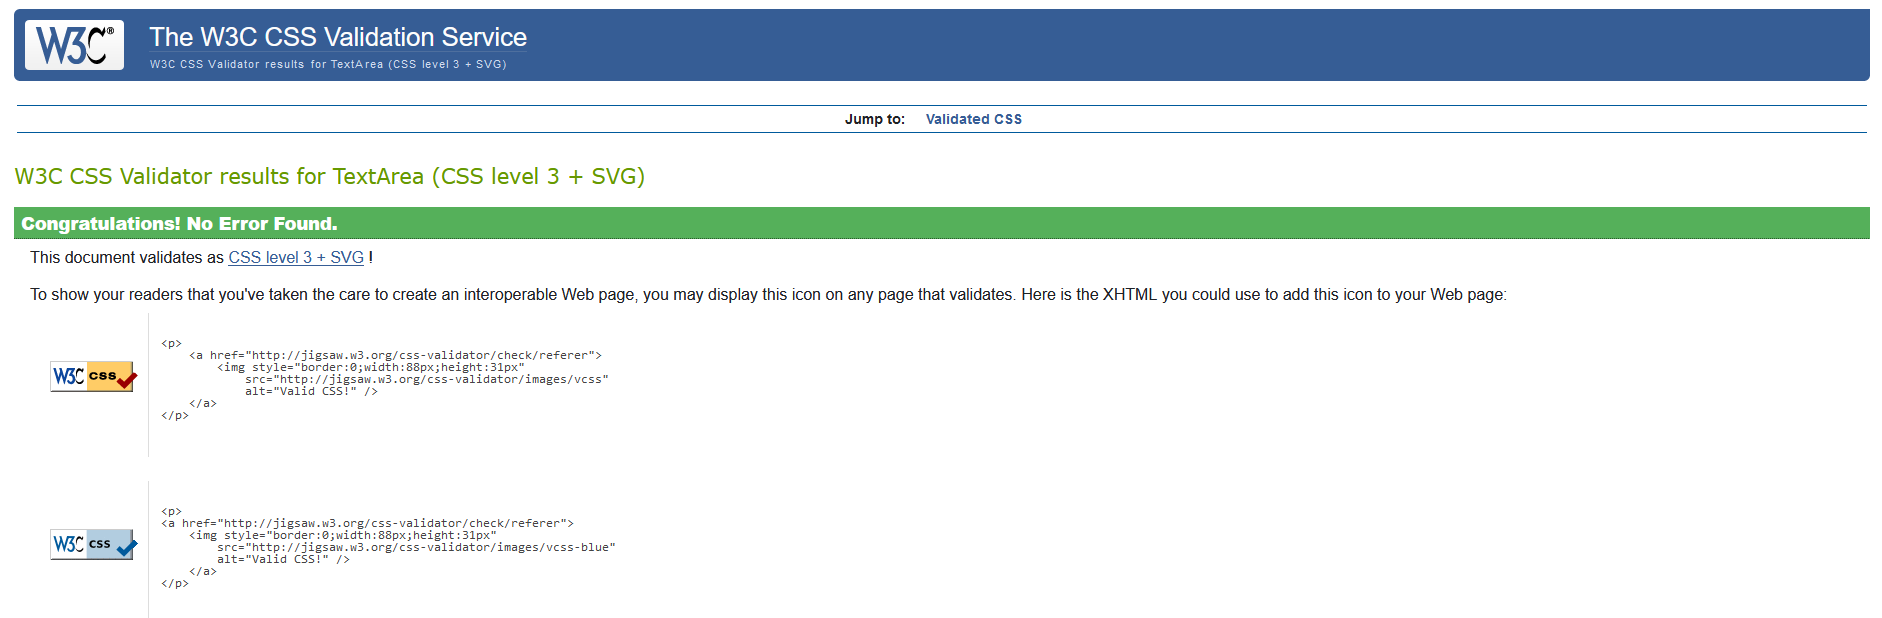 W3C®
The W3C CSS Validation Service
W3C CSS Validator results for TextArea (CSS level 3 + SVG)
Jump to: Validated CSS
W3C CSS Validator results for TextArea (CSS level 3 + SVG)
Congratulations! No Error Found.
This document validates as CSS level 3 + SVG !
To show your readers that you've taken the care to create an interoperable Web page, you may display this icon on any page that validates. Here is the XHTML you could use to add this icon to your Web page:
W3C css
<p>
<a href="http://jigsaw.w3.org/css-validator/check/referer">
<img style="border:0;width:88px;height:31px"
src="http://jigsaw.w3.org/css-validator/images/vcss"
alt="Valid CSS!" />
</a>
</p>
W3C css
<p>
<a href="http://jigsaw.w3.org/css-validator/check/referer">
<img style="border:0;width:88px;height:31px"
src="http://jigsaw.w3.org/css-validator/images/vcss-blue"
alt="Valid CSS!" />
</a>
</p>